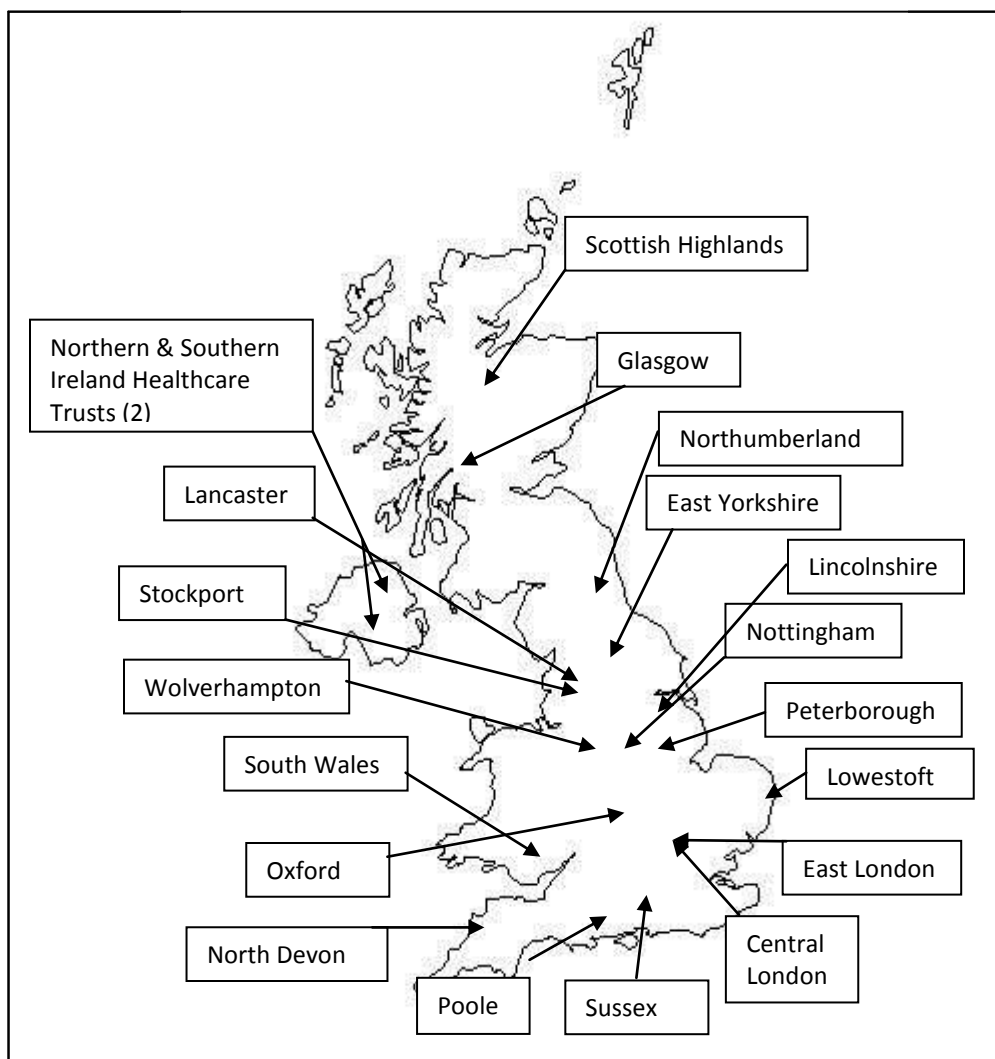 Scottish Highlands
Northern & Southern
Ireland Healthcare
Trusts (2)
Glasgow
Northumberland
Lancaster
East Yorkshire
Lincolnshire
Stockport
Nottingham
Wolverhampton
Peterborough
South Wales
Lowestoft
Oxford
East London
North Devon
Central
London
Poole
Sussex